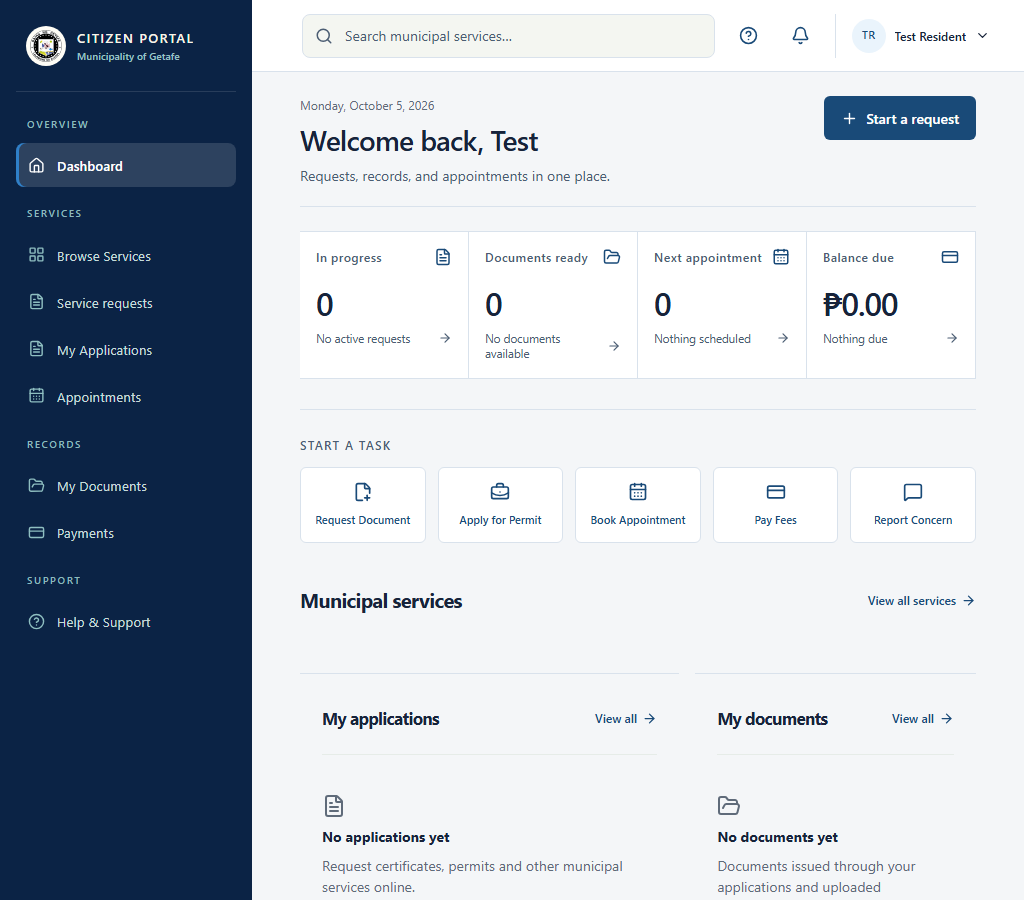 CITIZEN PORTAL
Municipality of Getafe
OVERVIEW
Dashboard
SERVICES
Browse Services
Service requests
My Applications
Appointments
RECORDS
My Documents
Payments
SUPPORT
Help & Support
Search municipal services...
TR
Test Resident
Monday, October 5, 2026
Welcome back, Test
Requests, records, and appointments in one place.
Start a request
In progress
0
No active requests
Documents ready
0
No documents
available
Next appointment
0
Nothing scheduled
Balance due
₱0.00
Nothing due
START A TASK
Request Document
Apply for Permit
Book Appointment
Pay Fees
Report Concern
Municipal services
View all services
My applications
View all
No applications yet
Request certificates, permits and other municipal
services online.
My documents
View all
No documents yet
Documents issued through your
applications and uploaded